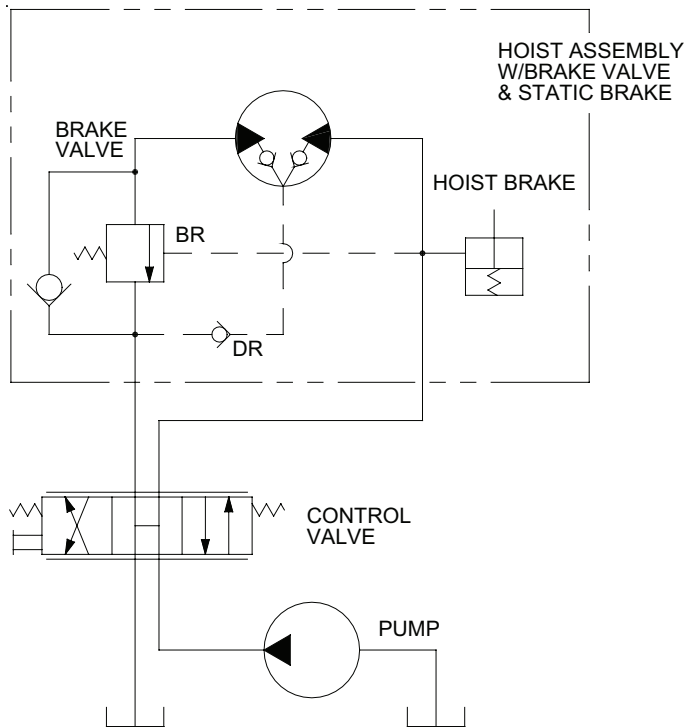 HOIST ASSEMBLY
W/BRAKE VALVE
& STATIC BRAKE
BRAKE
VALVE
HOIST BRAKE
BR
DR
CONTROL
VALVE
PUMP